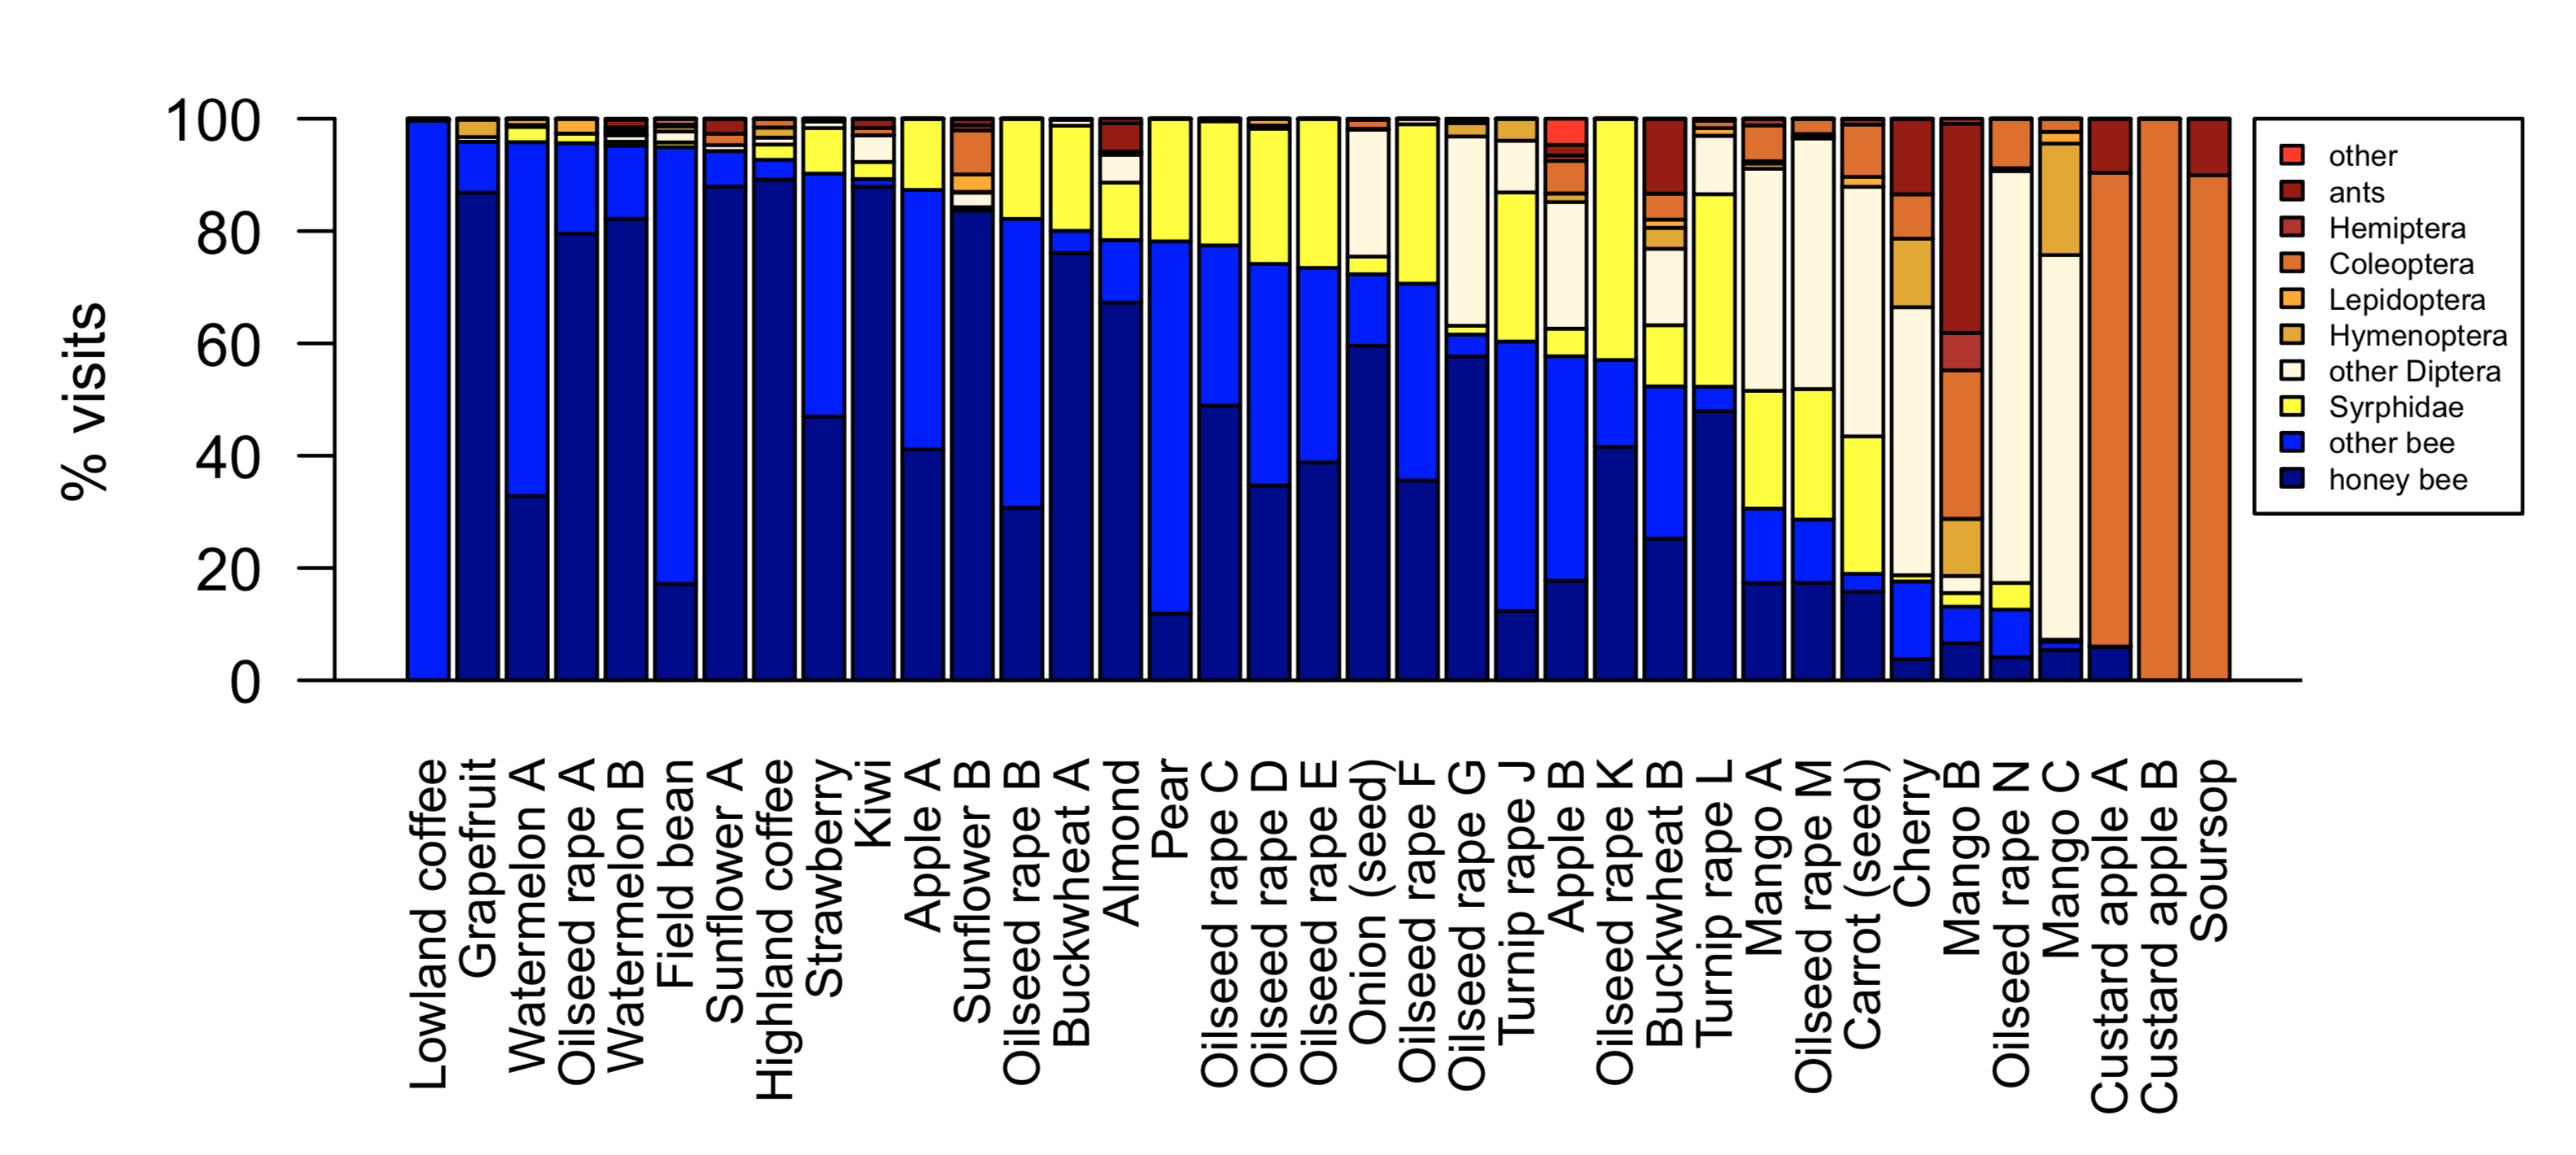 % visits
100
80
60
40
20
0
other
ants
Hemiptera
Coleoptera
Lepidoptera
Hymenoptera
other Diptera
Syrphidae
other bee
honey bee
Lowland coffee
Grapefruit
Watermelon A
Oilseed rape A
Watermelon B
Field bean
Sunflower A
Highland coffee
Strawberry
Kiwi
Apple A
Sunflower B
Oilseed rape B
Buckwheat A
Almond
Pear
Oilseed rape C
Oilseed rape D
Oilseed rape E
Onion (seed)
Oilseed rape F
Oilseed rape G
Turnip rape J
Apple B
Oilseed rape K
Buckwheat B
Turnip rape L
Mango A
Oilseed rape M
Carrot (seed)
Cherry
Mango B
Oilseed rape N
Mango C
Custard apple A
Custard apple B
Soursop